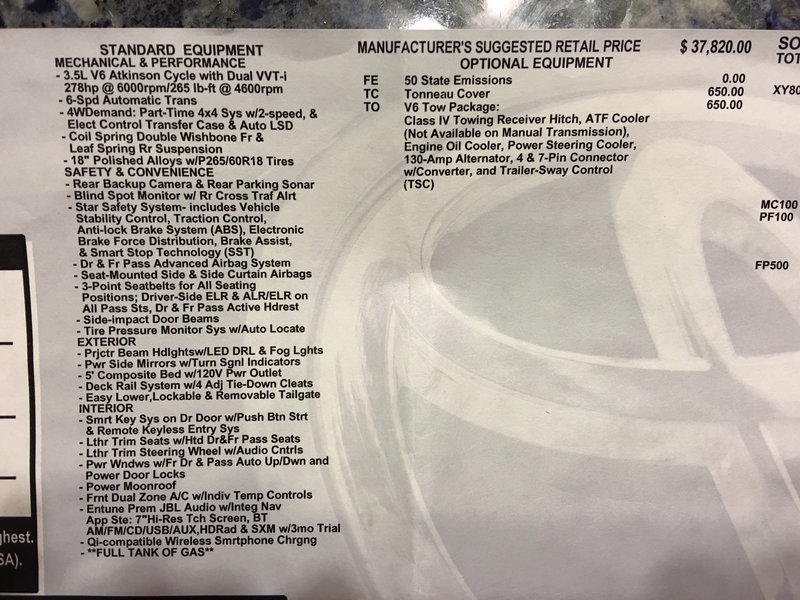 STANDARD EQUIPMENT
MECHANICAL & PERFORMANCE
- 3.5L V6 Atkinson Cycle with Dual VVT-i
278hp @ 6000rpm/265 lb-ft @ 4600rpm
- 6-Spd Automatic Trans
- 4WDemand: Part-Time 4x4 Sys w/2-speed, &
Elect Control Transfer Case & Auto LSD
- Coil Spring Double Wishbone Fr &
Leaf Spring Rr Suspension
- 18" Polished Alloys w/P265/60R18 Tires
SAFETY & CONVENIENCE
- Rear Backup Camera & Rear Parking Sonar
- Blind Spot Monitor w/ Rr Cross Traf Alrt
- Star Safety System- includes Vehicle
Stability Control, Traction Control,
Anti-lock Brake System (ABS), Electronic
Brake Force Distribution, Brake Assist,
& Smart Stop Technology (SST)
- Dr & Fr Pass Advanced Airbag System
- Seat-Mounted Side & Side Curtain Airbags
- 3-Point Seatbelts for All Seating
Positions; Driver-Side ELR & ALR/ELR on
All Pass Sts, Dr & Fr Pass Active Hdrest
- Side-impact Door Beams
- Tire Pressure Monitor Sys w/Auto Locate
EXTERIOR
- Prjctr Beam Hdlghtsw/LED DRL & Fog Lghts
- Pwr Side Mirrors w/Turn Sgnl Indicators
- 5' Composite Bed w/120V Pwr Outlet
- Deck Rail System w/4 Adj Tie-Down Cleats
- Easy Lower,Lockable & Removable Tailgate
INTERIOR
- Smrt Key Sys on Dr Door w/Push Btn Strt
& Remote Keyless Entry Sys
- Lthr Trim Seats w/Htd Dr&Fr Pass Seats
- Lthr Trim Steering Wheel w/Audio Cntrls
- Pwr Wndws w/Fr Dr & Pass Auto Up/Dwn and
Power Door Locks
- Power Moonroof
- Frnt Dual Zone A/C w/Indiv Temp Controls
- Entune Prem JBL Audio w/Integ Nav
App Ste: 7"Hi-Res Tch Screen, BT
AM/FM/CD/USB/AUX,HDRad & SXM w/3mo Trial
- Qi-compatible Wireless Smrtphone Chrgng
- **FULL TANK OF GAS**
MANUFACTURER'S SUGGESTED RETAIL PRICE $ 37,820.00
OPTIONAL EQUIPMENT
FE 50 State Emissions 0.00
TC Tonneau Cover 650.00
TO V6 Tow Package: 650.00
Class IV Towing Receiver Hitch, ATF Cooler
(Not Available on Manual Transmission),
Engine Oil Cooler, Power Steering Cooler,
130-Amp Alternator, 4 & 7-Pin Connector
w/Converter, and Trailer-Sway Control
(TSC)
SO
TOT
XY80
MC100
PF100
FP500
ghest.
SA).